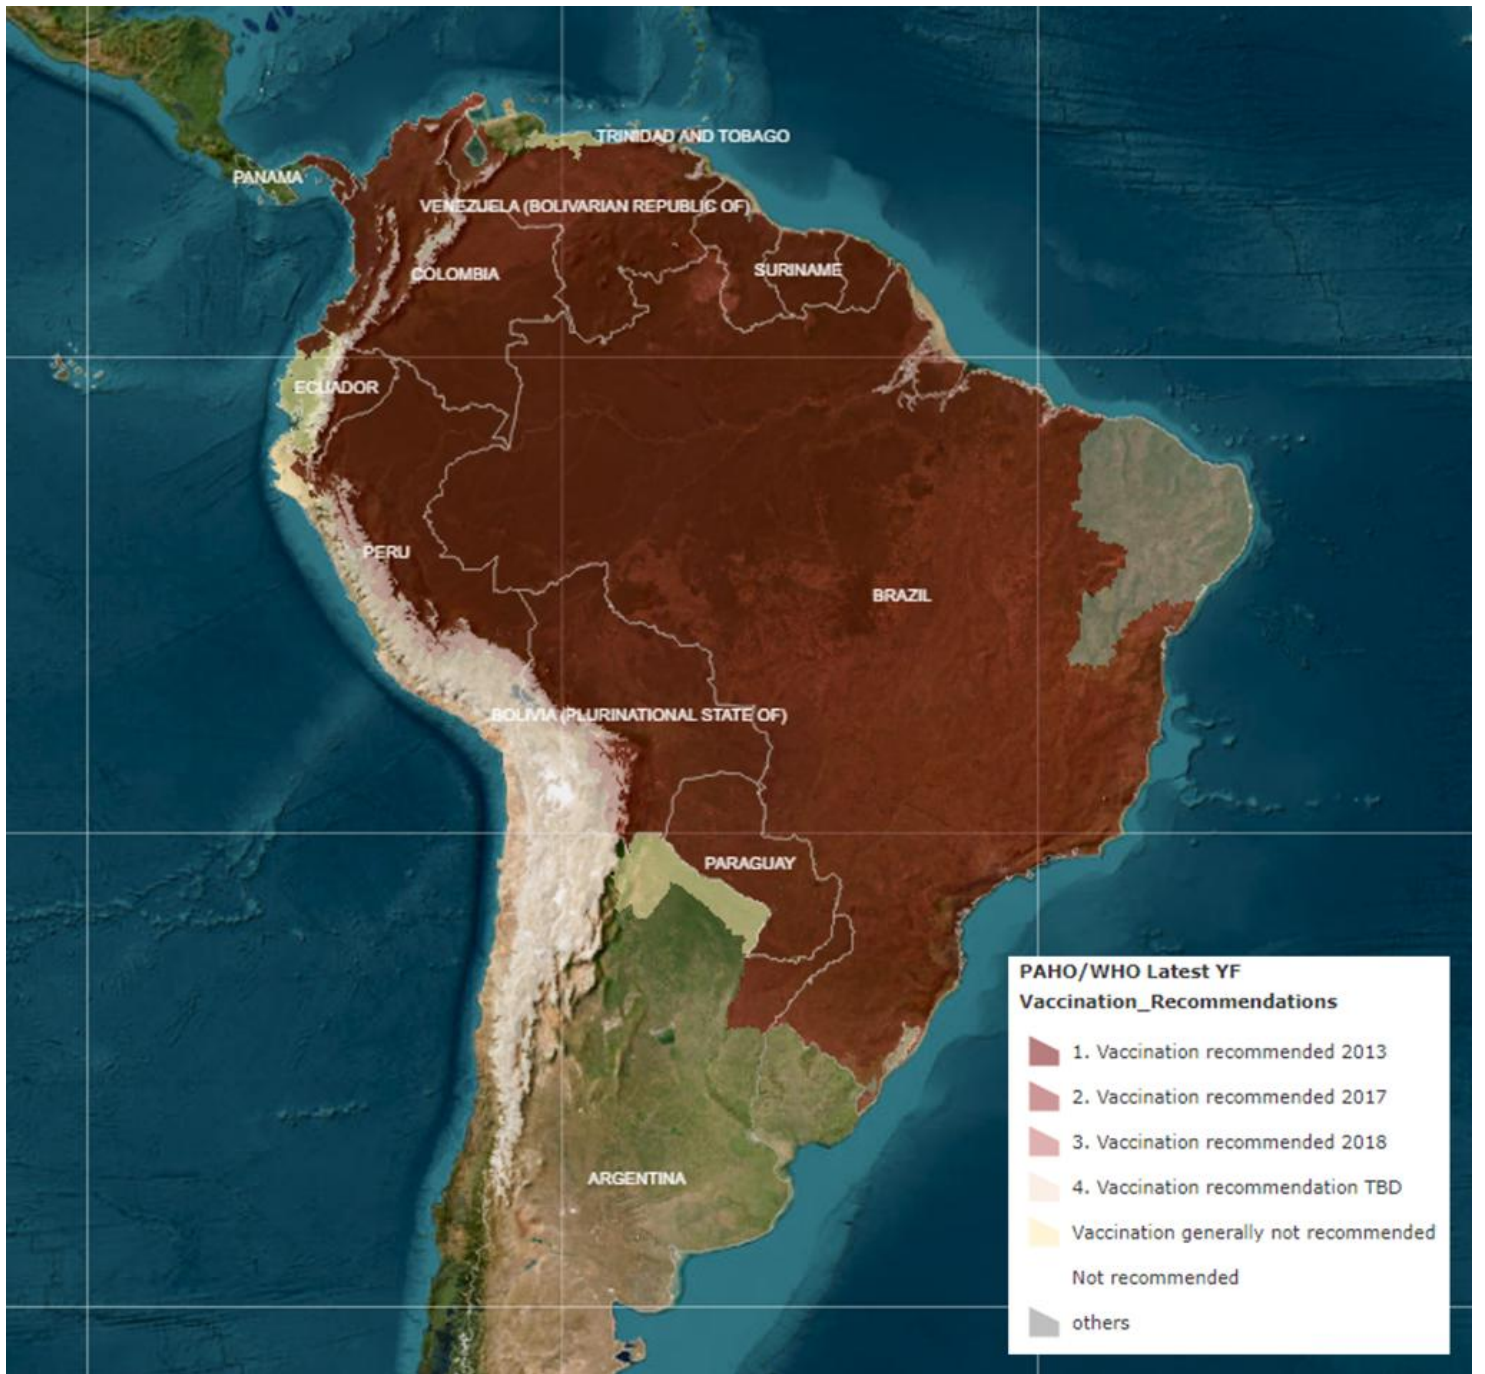 TRINIDAD AND TOBAGO
PANAMA
VENEZUELA (BOLIVARIAN REPUBLIC OF)
COLOMBIA
SURINAME
ECUADOR
PERU
BRAZIL
BOLIVIA (PLURINATIONAL STATE OF)
PARAGUAY
ARGENTINA
PAHO/WHO Latest YF
Vaccination_Recommendations
1. Vaccination recommended 2013
2. Vaccination recommended 2017
3. Vaccination recommended 2018
4. Vaccination recommendation TBD
Vaccination generally not recommended
Not recommended
others